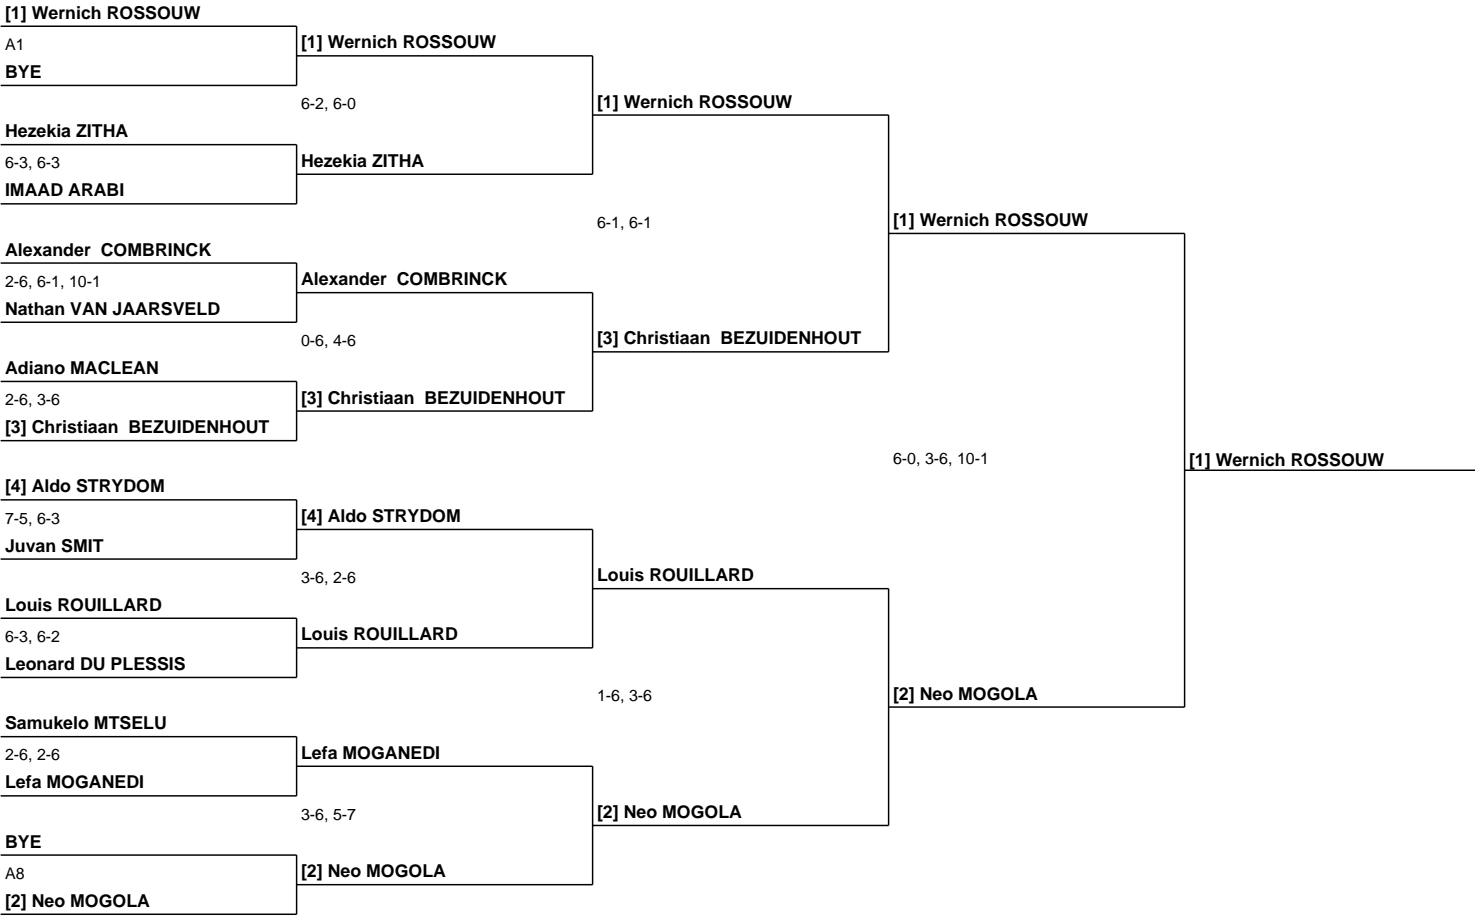 [1] Wernich ROSSOUW
A1
BYE
Hezekia ZITHA
6-3, 6-3
IMAAD ARABI
Alexander  COMBRINCK
2-6, 6-1, 10-1
Nathan VAN JAARSVELD
Adiano MACLEAN
2-6, 3-6
[3] Christiaan  BEZUIDENHOUT
[4] Aldo STRYDOM
7-5, 6-3
Juvan SMIT
Louis ROUILLARD
6-3, 6-2
Leonard DU PLESSIS
Samukelo MTSELU
2-6, 2-6
Lefa MOGANEDI
BYE
A8
[2] Neo MOGOLA
[1] Wernich ROSSOUW
6-2, 6-0
Hezekia ZITHA
Alexander  COMBRINCK
0-6, 4-6
[3] Christiaan  BEZUIDENHOUT
[4] Aldo STRYDOM
3-6, 2-6
Louis ROUILLARD
Lefa MOGANEDI
3-6, 5-7
[2] Neo MOGOLA
[1] Wernich ROSSOUW
6-1, 6-1
[3] Christiaan  BEZUIDENHOUT
Louis ROUILLARD
1-6, 3-6
[2] Neo MOGOLA
[1] Wernich ROSSOUW
6-0, 3-6, 10-1
[2] Neo MOGOLA
[1] Wernich ROSSOUW